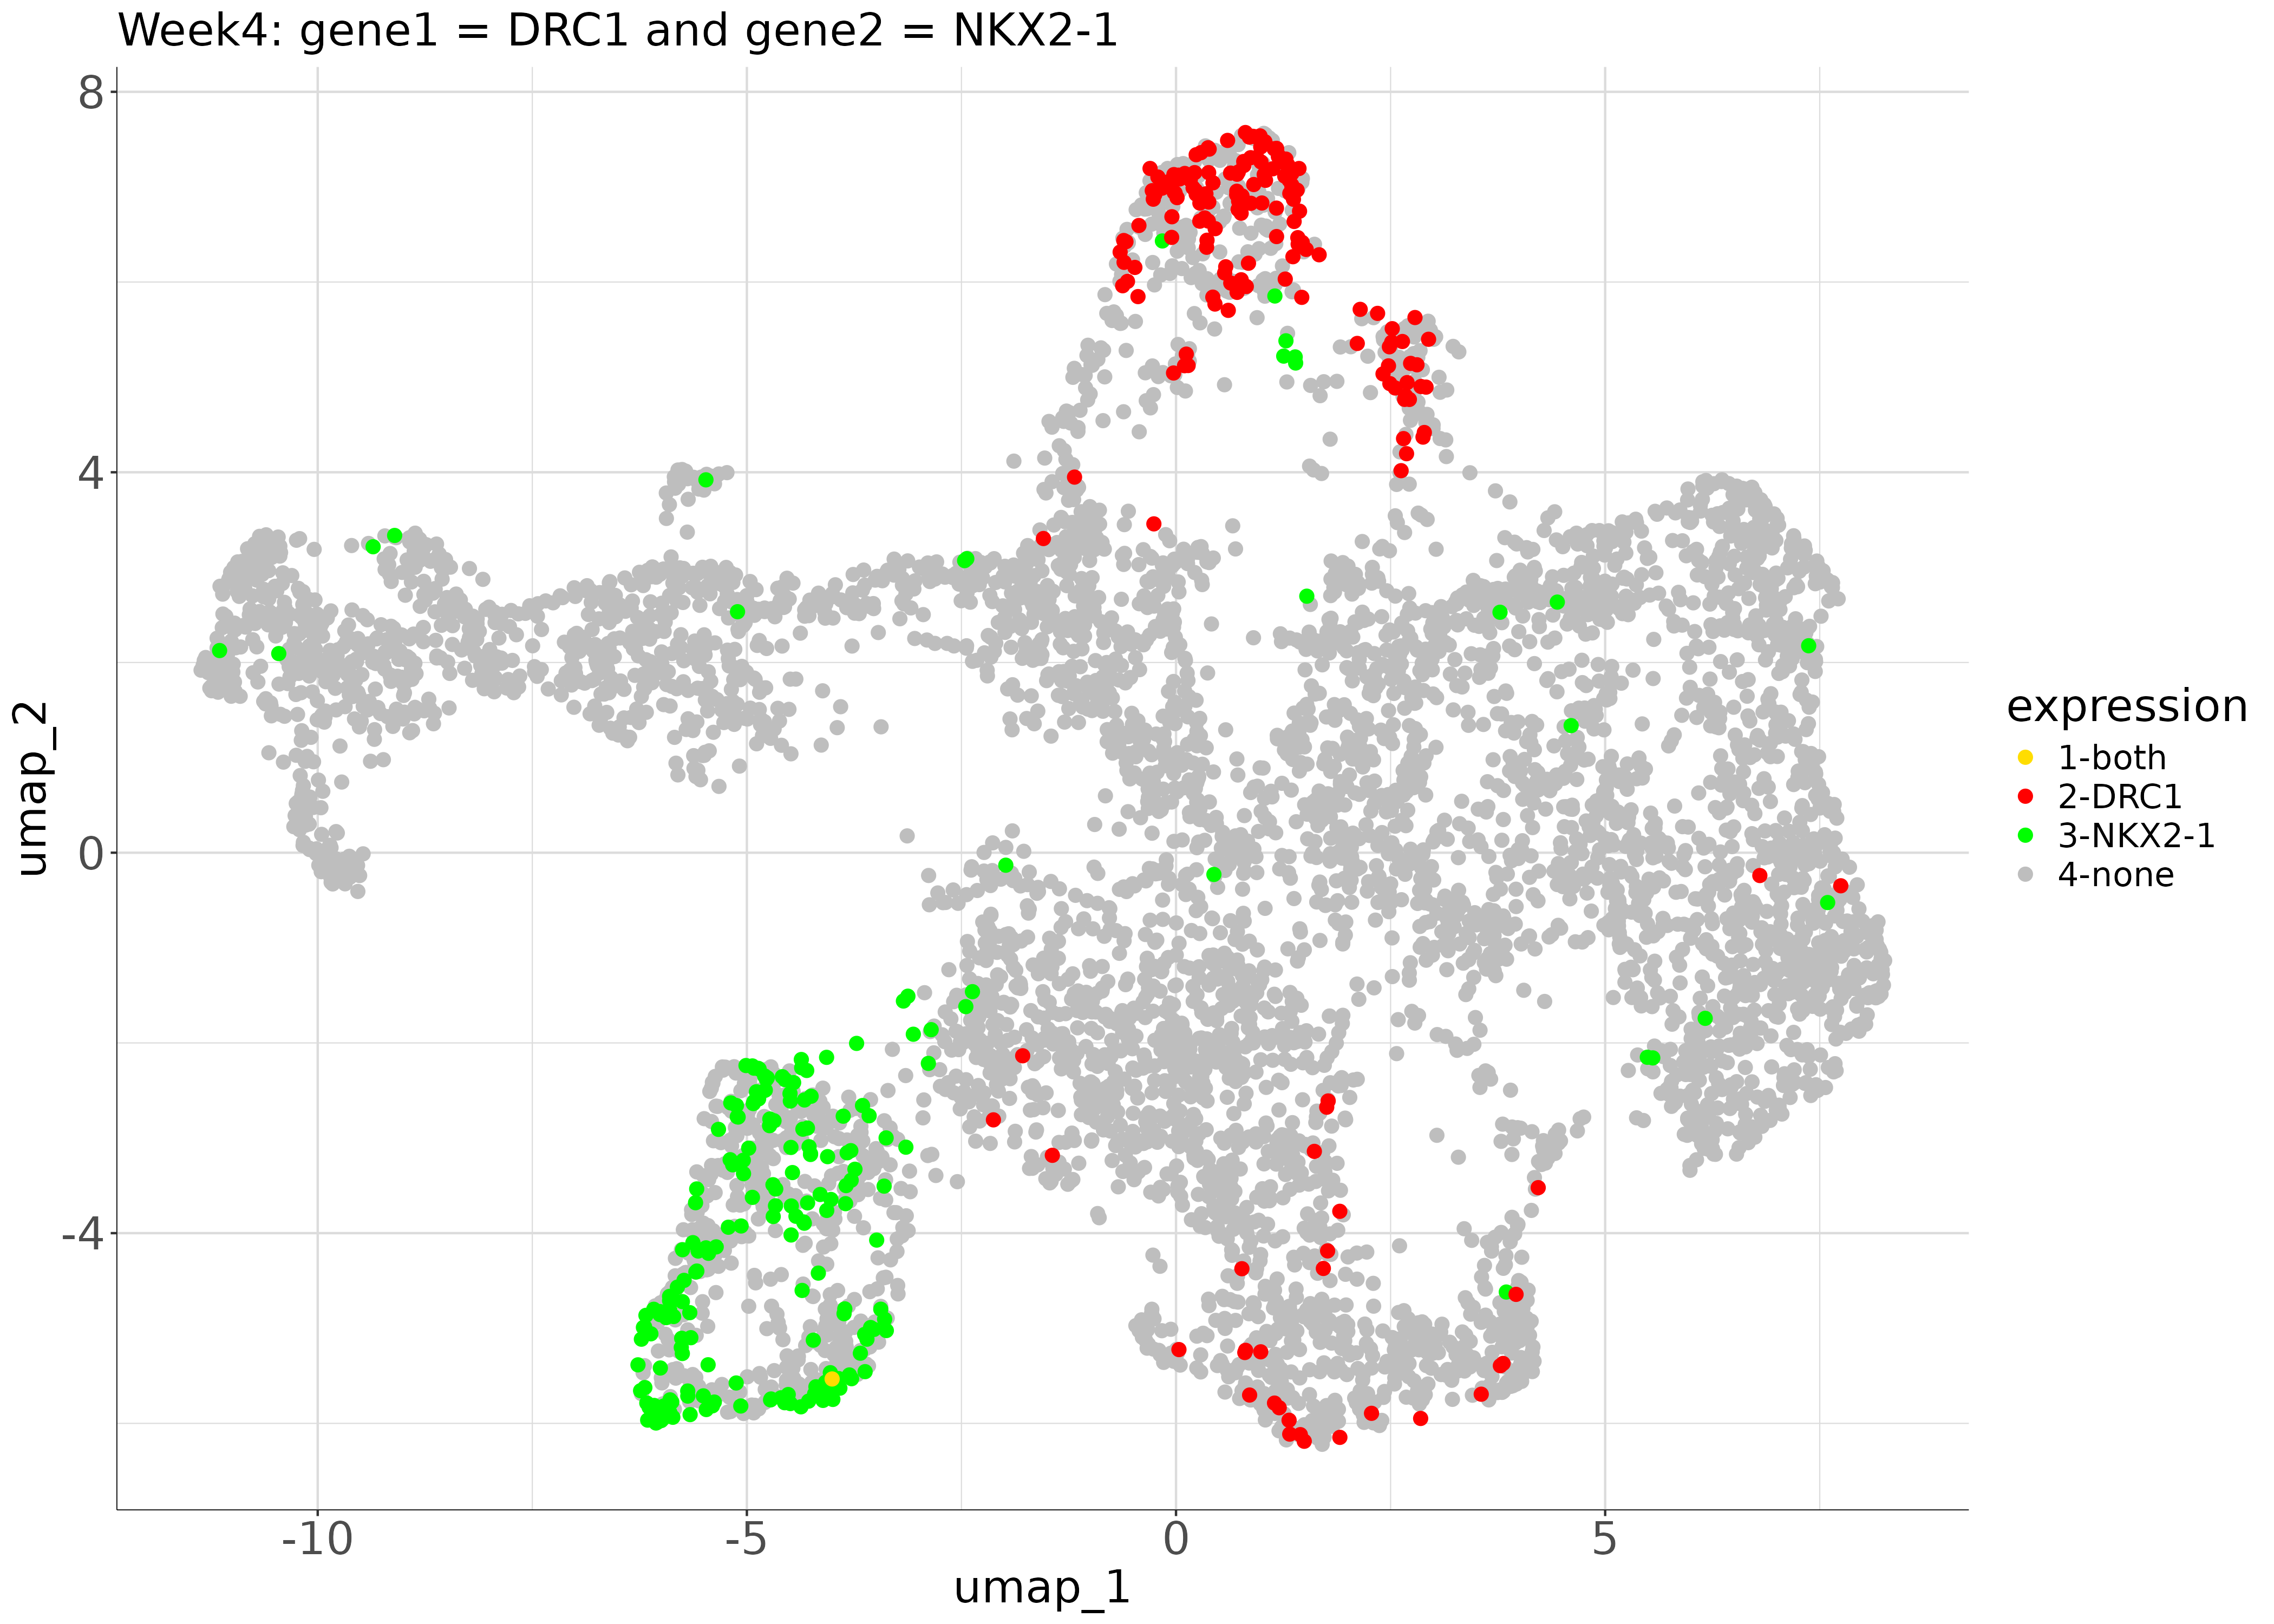 Week4: gene1 = DRC1 and gene2 = NKX2-1
8
4
0
-4
umap_2
-10
-5
0
5
umap_1
expression
1-both
2-DRC1
3-NKX2-1
4-none